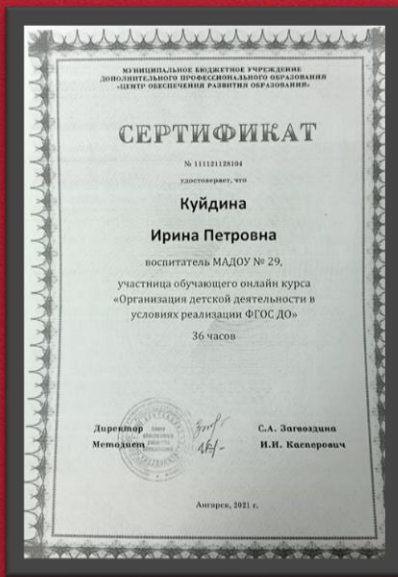 МУНИЦИПАЛЬНОЕ БЮДЖЕТНОЕ УЧРЕЖДЕНИЕ
ДОПОЛНИТЕЛЬНОГО ПРОФЕССИОНАЛЬНОГО ОБРАЗОВАНИЯ
«ЦЕНТР ОБЕСПЕЧЕНИЯ РАЗВИТИЯ ОБРАЗОВАНИЯ»
СЕРТИФИКАТ
№ 111121128104
удостоверяет, что
Куйдина
Ирина Петровна
воспитатель МАДОУ № 29,
участница обучающего онлайн курса
«Организация детской деятельности в
условиях реализации ФГОС ДО»
36 часов
Директор С.А. Загвоздина
Методист И.И. Касперович
Ангарск, 2021 г.